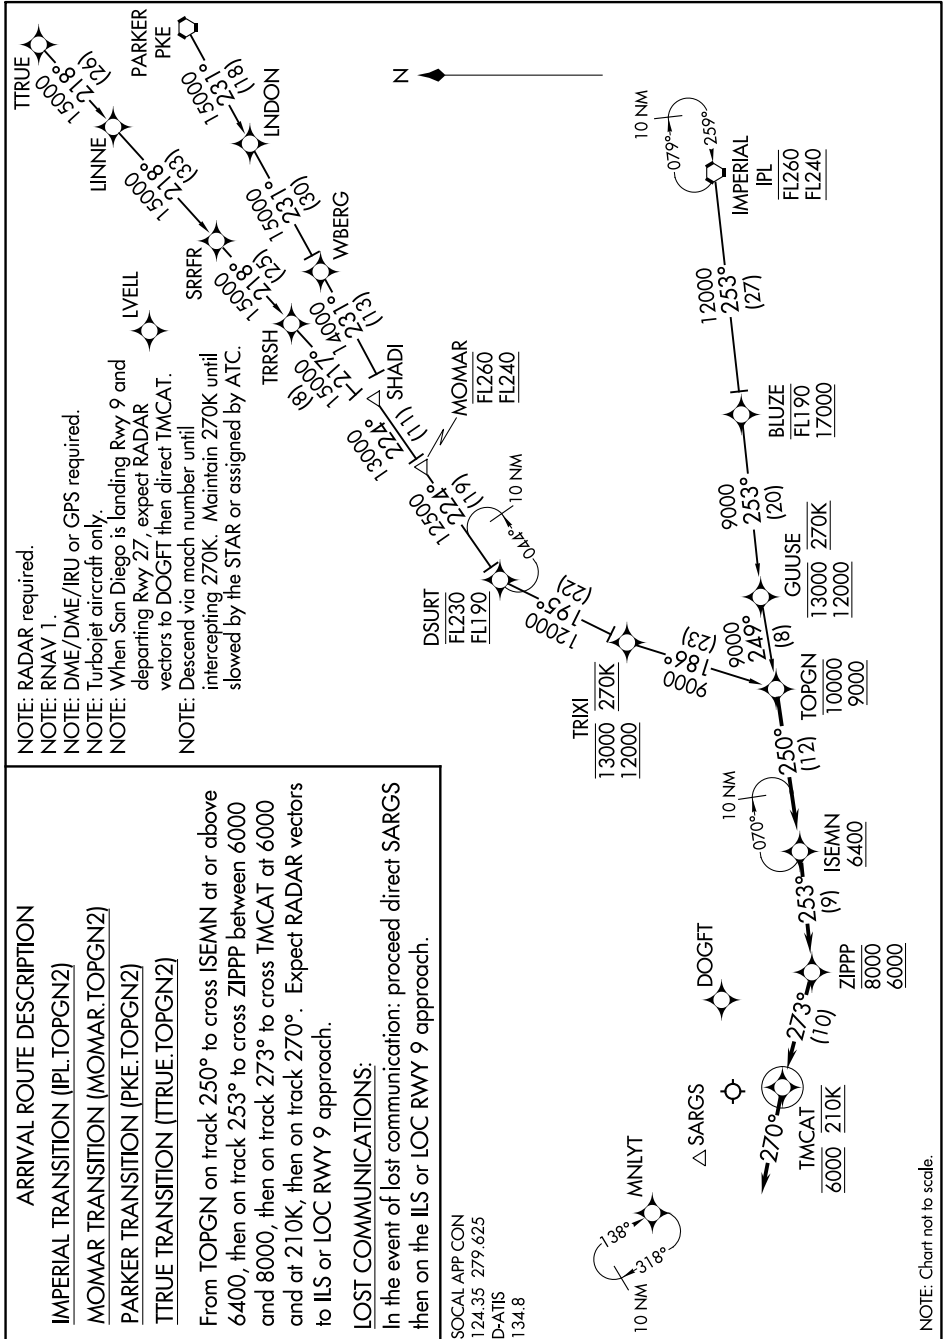 ARRIVAL ROUTE DESCRIPTION
IMPERIAL TRANSITION (IPL.TOPGN2)
MOMAR TRANSITION (MOMAR.TOPGN2)
PARKER TRANSITION (PKE.TOPGN2)
TTRUE TRANSITION (TTRUE.TOPGN2)
From TOPGN on track 250° to cross ISEMN at or above
6400, then on track 253° to cross ZIPPP between 6000
and 8000, then on track 273° to cross TMCAT at 6000
and at 210K, then on track 270°. Expect RADAR vectors
to ILS or LOC RWY 9 approach.
LOST COMMUNICATIONS:
In the event of lost communication: proceed direct SARGS
then on the ILS or LOC RWY 9 approach.
NOTE: RADAR required.
NOTE: RNAV 1.
NOTE: DME/DME/IRU or GPS required.
NOTE: Turbojet aircraft only.
NOTE: When San Diego is landing Rwy 9 and
departing Rwy 27, expect RADAR
vectors to DOGFT then direct TMCAT.
NOTE: Descend via mach number until
intercepting 270K. Maintain 270K until
slowed by the STAR or assigned by ATC.
SOCAL APP CON
124.35 279.625
D-ATIS
134.8
TTRUE
15000
218°
(26)
LINNE
15000
218°
(33)
SRRFR
15000
218°
(25)
TRRSH
15000
217°
(8)
PARKER
PKE
15000
231°
(18)
LNDON
15000
231°
(30)
WBERG
14000
231°
(13)
SHADI
13000
224°
(11)
LVELL
MOMAR
FL260
FL240
12500
224°
(19)
10 NM
044°
DSURT
FL230
FL190
12000
195°
(22)
TRIXI
13000 270K
12000
9000
186°
(23)
N
10 NM
079°
259°
IMPERIAL
IPL
FL260
FL240
12000
253°
(27)
BLUZE
FL190
17000
9000
253°
(20)
GUUSE
13000 270K
12000
9000
249°
(8)
TOPGN
10000
9000
250°
(12)
10 NM
070°
ISEMN
6400
253°
(9)
ZIPPP
8000
6000
DOGFT
273°
(10)
SARGS
TMCAT
6000 210K
270°
MNLYT
138°
318°
10 NM
NOTE: Chart not to scale.